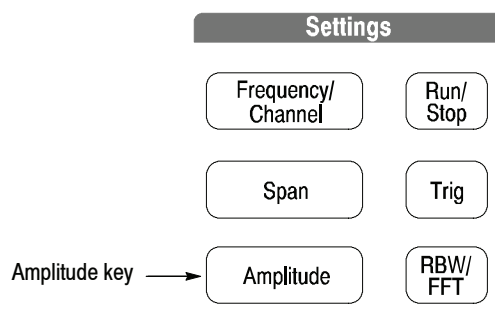 Settings
Frequency/
Channel
Run/
Stop
Span
Trig
Amplitude key
Amplitude
RBW/
FFT